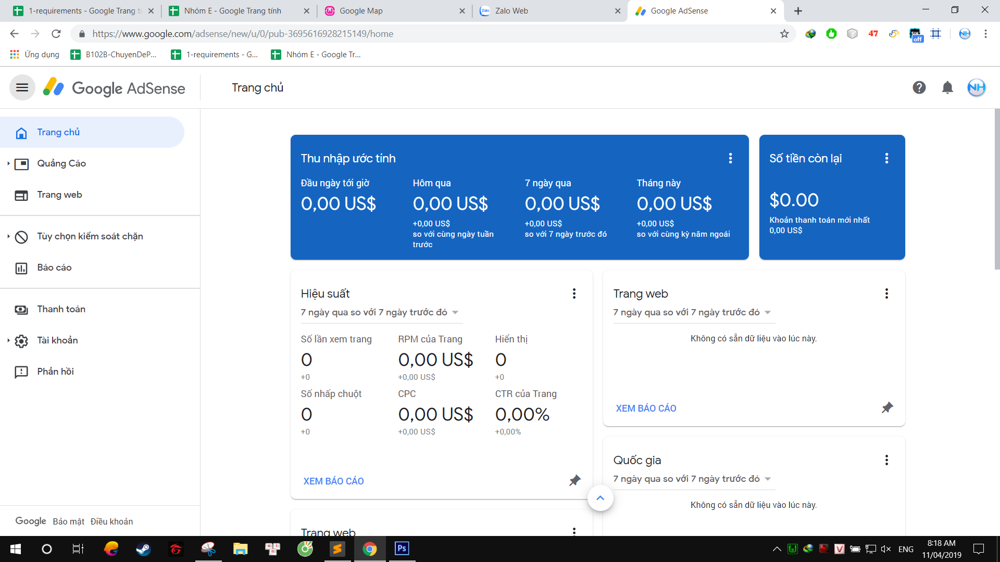 1-requirements - Google Trang tí
Nhóm E - Google Trang tính
Google Map
Zalo Web
Google AdSense
https://www.google.com/adsense/new/u/0/pub-3695616928215149/home
47
off
NH
Ứng dụng
B102B-ChuyenDeP...
1-requirements - G...
Nhóm E - Google Tr...
Google AdSense
Trang chủ
NH
Trang chủ
Quảng Cáo
Trang web
Tùy chọn kiểm soát chặn
Báo cáo
Thanh toán
Tài khoản
Phản hồi
Google Bảo mật Điều khoản
Thu nhập ước tính
Đầu ngày tới giờ
0,00 US$
Hôm qua
0,00 US$
+0,00 US$
so với cùng ngày tuần
trước
7 ngày qua
0,00 US$
+0,00 US$
so với 7 ngày trước đó
Tháng này
0,00 US$
+0,00 US$
so với cùng kỳ năm ngoái
Số tiền còn lại
$0.00
Khoản thanh toán mới nhất
0,00 US$
Hiệu suất
7 ngày qua so với 7 ngày trước đó
Số lần xem trang
0
+0
RPM của Trang
0,00 US$
+0,00 US$
Hiển thị
0
+0
Số nhấp chuột
0
+0
CPC
0,00 US$
+0,00 US$
CTR của Trang
0,00%
+0,00%
XEM BÁO CÁO
Trang web
7 ngày qua so với 7 ngày trước đó
Không có sẵn dữ liệu vào lúc này.
XEM BÁO CÁO
Quốc gia
7 ngày qua so với 7 ngày trước đó
Không có sẵn dữ liệu vào lúc này.
Trang web
Ps
ENG
8:18 AM
11/04/2019